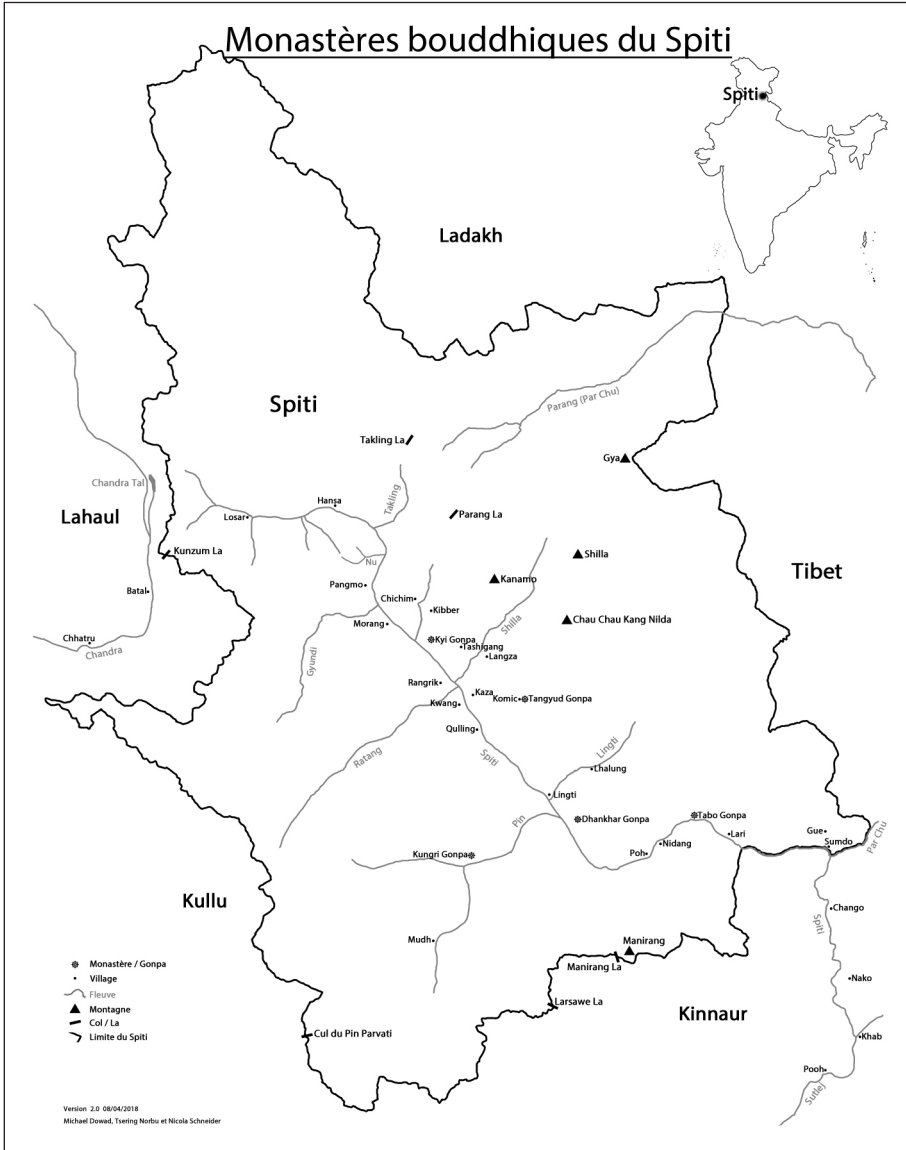 Monastères bouddhiques du Spiti
Spiti
Ladakh
Parang (Par Chu)
Spiti
Takling La
Gya
Chandra Tal
Takling
Hansa
Lahaul
Losar
Parang La
Kunzum La
Shilla
Nu
Tibet
Kanamo
Pangmo
Batal
Chichim
Kibber
Chau Chau Kang Nilda
Morang
Shilla
Chhatru
Kyi Gonpa
Chandra
Tashigang
Langza
Gyundi
Rangrik
Kaza
Komic
Tangyud Gonpa
Kwang
Qulling
Ratang
Spiti
Lingti
Lhalung
Lingti
Pin
Dhankhar Gonpa
Tabo Gonpa
Lari
Gue
Sumdo
Par Chu
Nidang
Poh
Kungri Gonpa
Kullu
Chango
Spiti
Mudh
Manirang
Manirang La
Monastère / Gonpa
Village
Nako
Fleuve
Larsawe La
Kinnaur
Montagne
Col / La
Cul du Pin Parvati
Khab
Limite du Spiti
Pooh
Sutlej
Version 2.0 08/04/2018
Michael Dowad, Tsering Norbu et Nicola Schneider